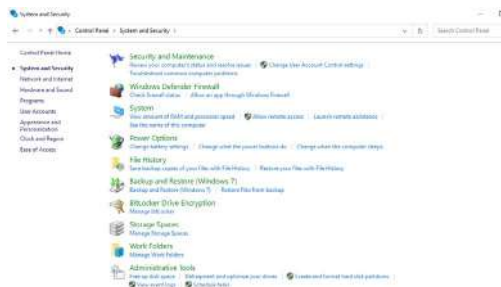 System and Security
Control Panel › System and Security ›
Search Control Panel
Control Panel Home
System and Security
Network and Internet
Hardware and Sound
Programs
User Accounts
Appearance and
Personalization
Clock and Region
Ease of Access
Security and Maintenance
Review your computer's status and resolve issues
Change User Account Control settings
Troubleshoot common computer problems
Windows Defender Firewall
Check firewall status
Allow an app through Windows Firewall
System
View amount of RAM and processor speed
Allow remote access
Launch remote assistance
See the name of this computer
Power Options
Change battery settings
Change what the power buttons do
Change when the computer sleeps
File History
Save backup copies of your files with File History
Restore your files with File History
Backup and Restore (Windows 7)
Backup and Restore (Windows 7)
Restore files from backup
BitLocker Drive Encryption
Manage BitLocker
Storage Spaces
Manage Storage Spaces
Work Folders
Manage Work Folders
Administrative Tools
Free up disk space
Defragment and optimize your drives
Create and format hard disk partitions
View event logs
Schedule tasks